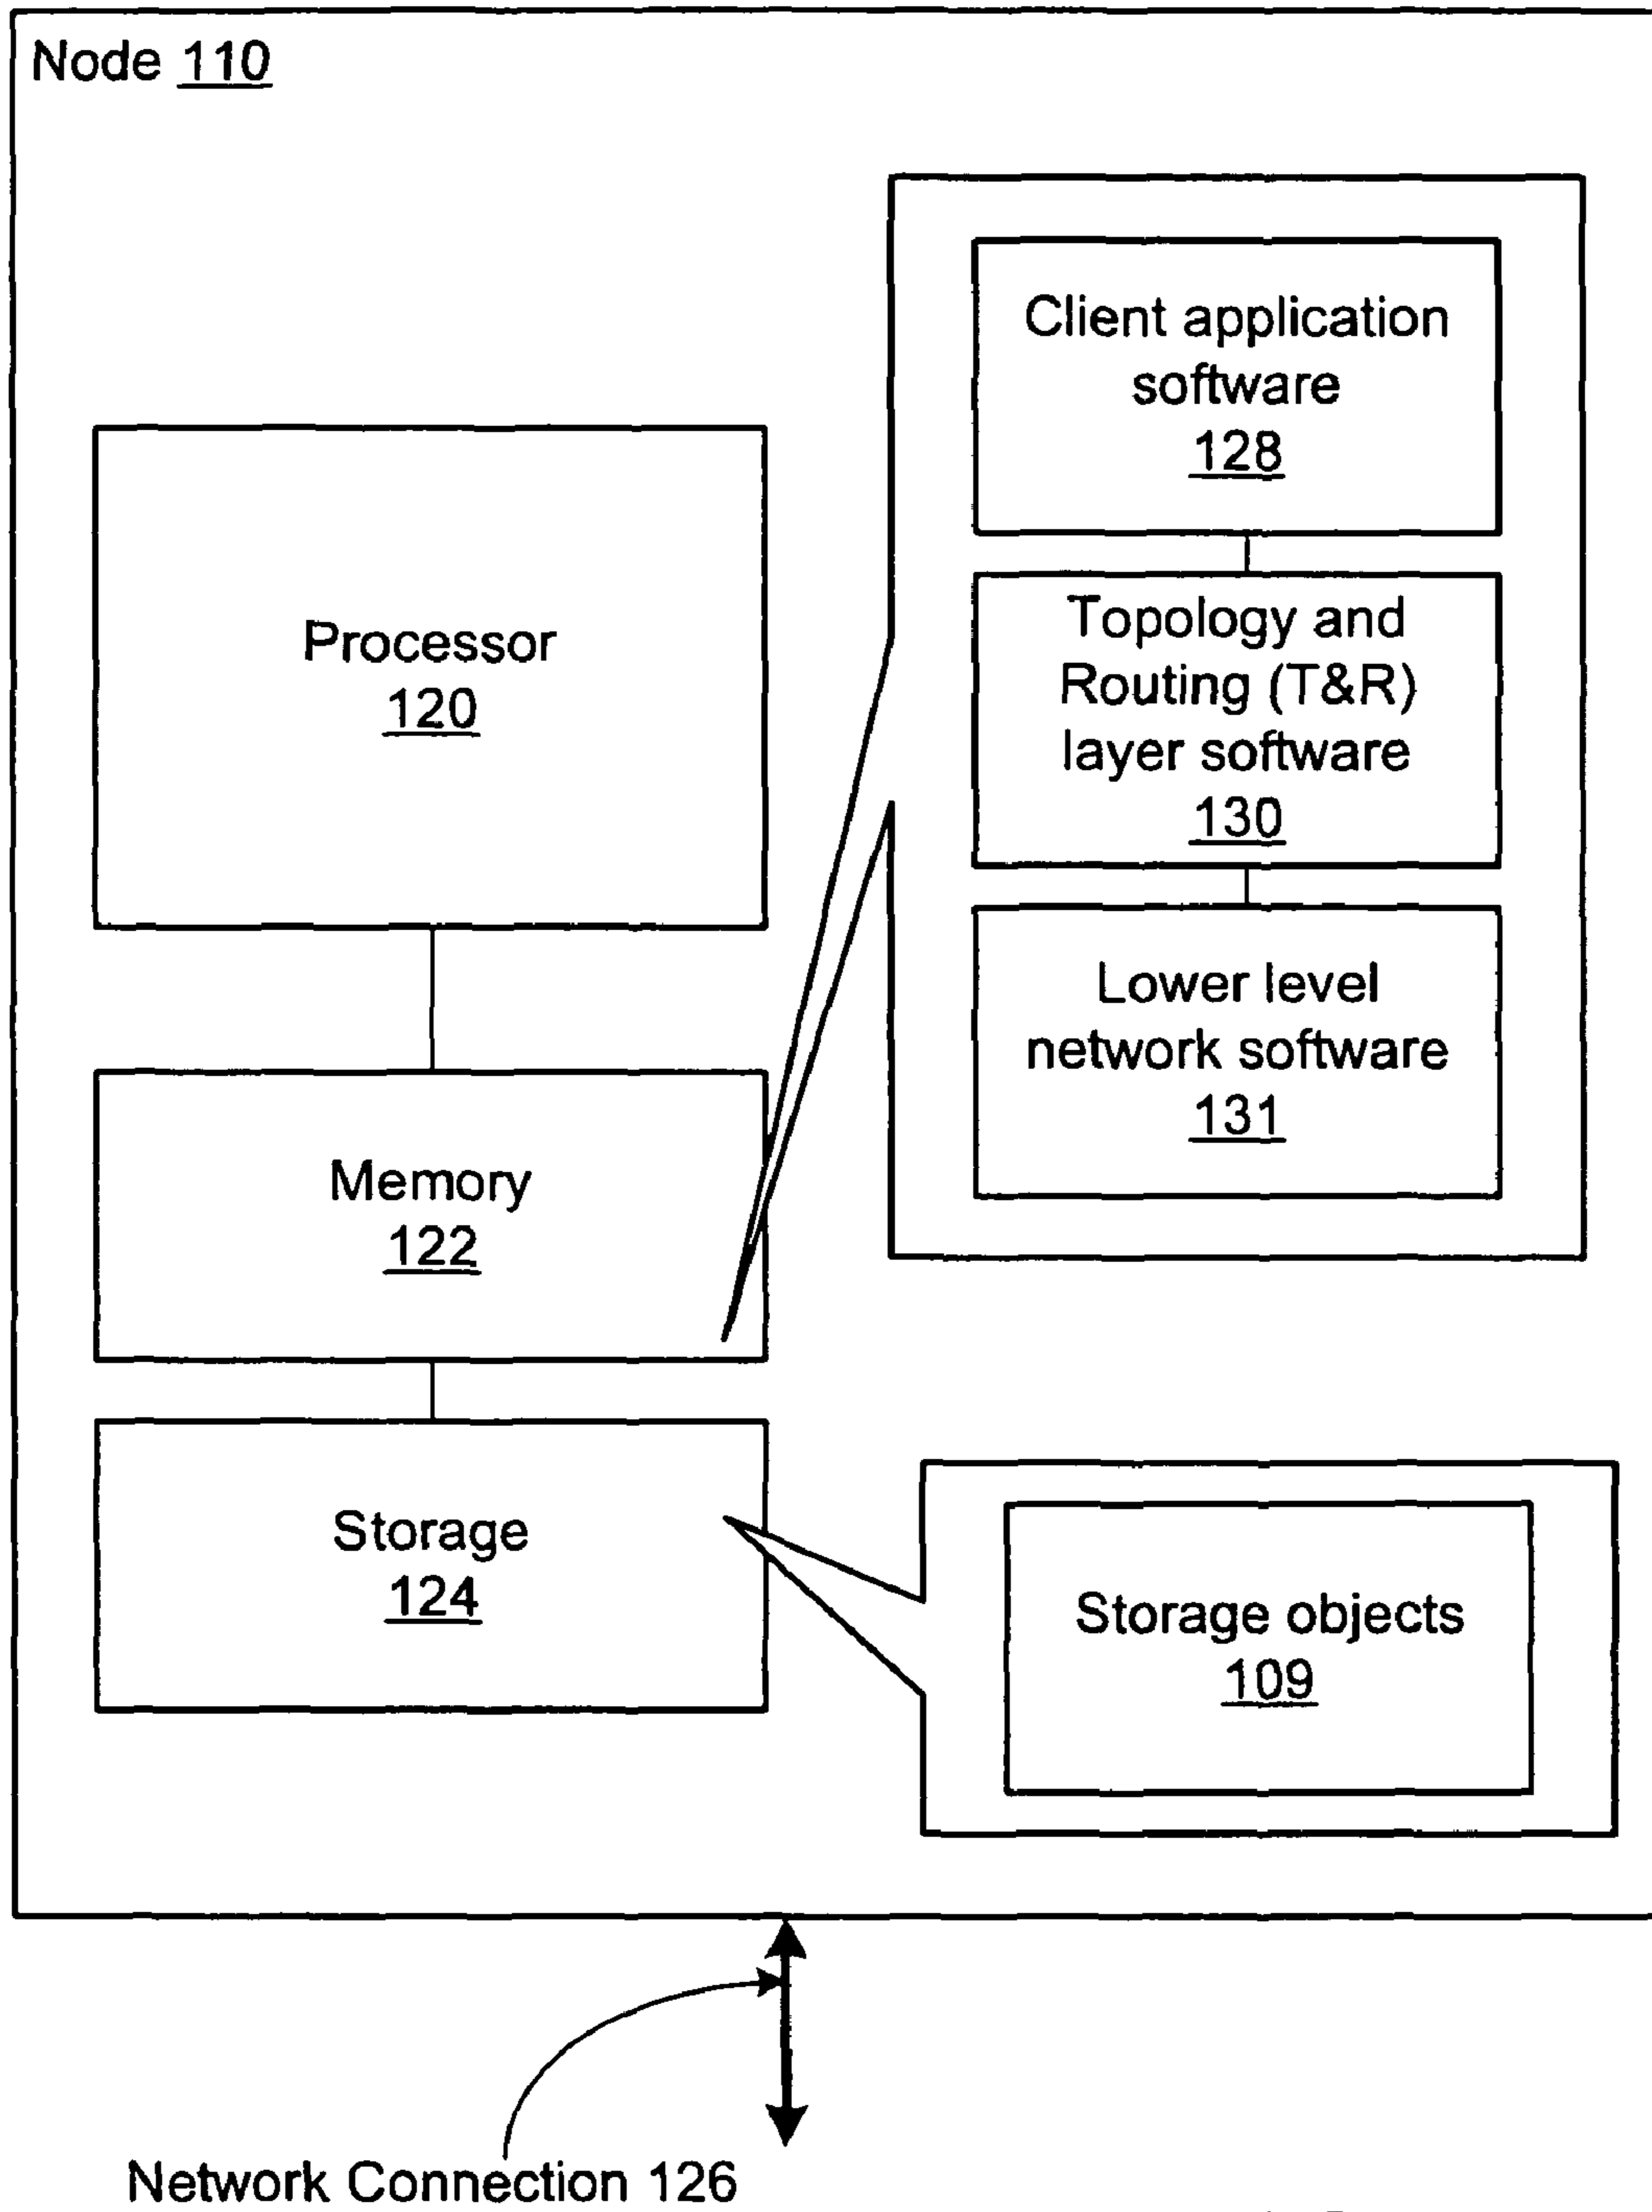 Node 110
Client application
software
128
Processor
120
Topology and
Routing (T&R)
layer software
130
Lower level
network software
131
Memory
122
Storage
124
Storage objects
109
Network Connection 126